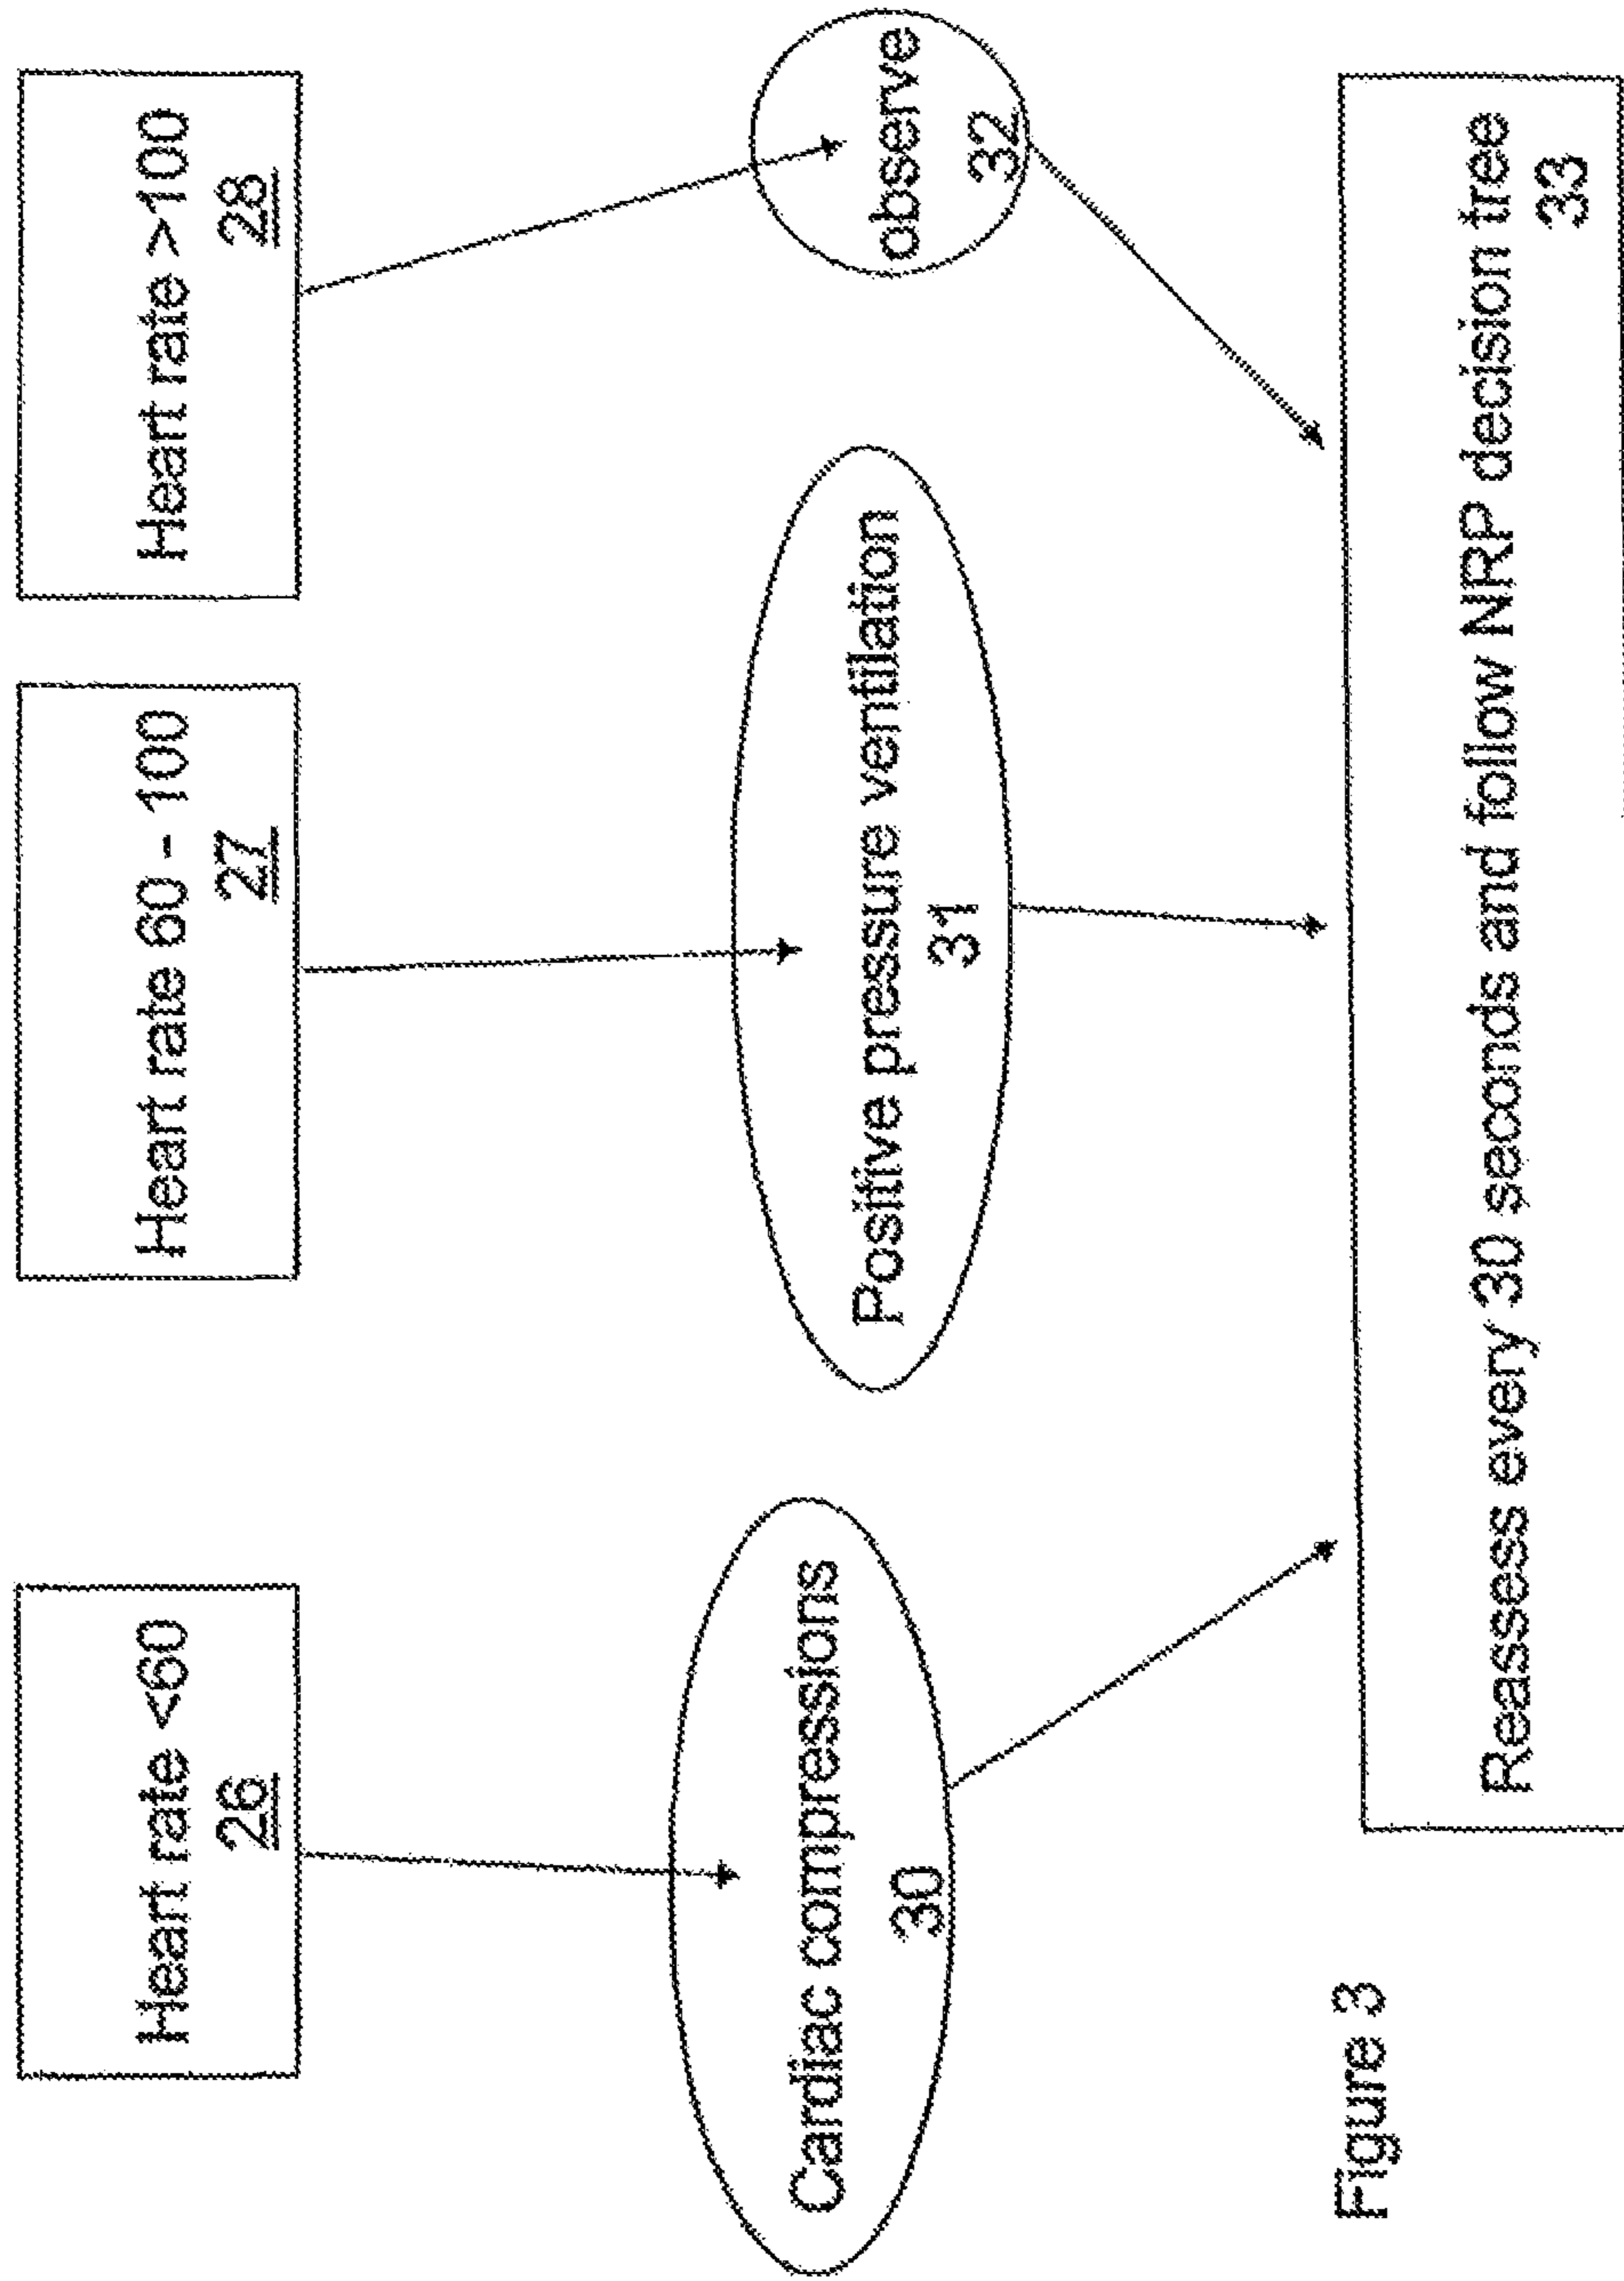 Heart rate <60
26
Heart rate 60 - 100
27
Heart rate >100
28
Cardiac compressions
30
Positive pressure ventilation
31
observe
32
Reassess every 30 seconds and follow NRP decision tree
33
Figure 3